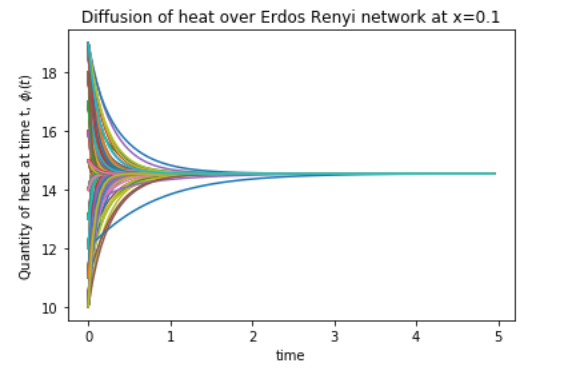 Diffusion of heat over Erdos Renyi network at x=0.1
Quantity of heat at time t, ϕᵢ(t)
18
16
14
12
10
0 1 2 3 4 5
time